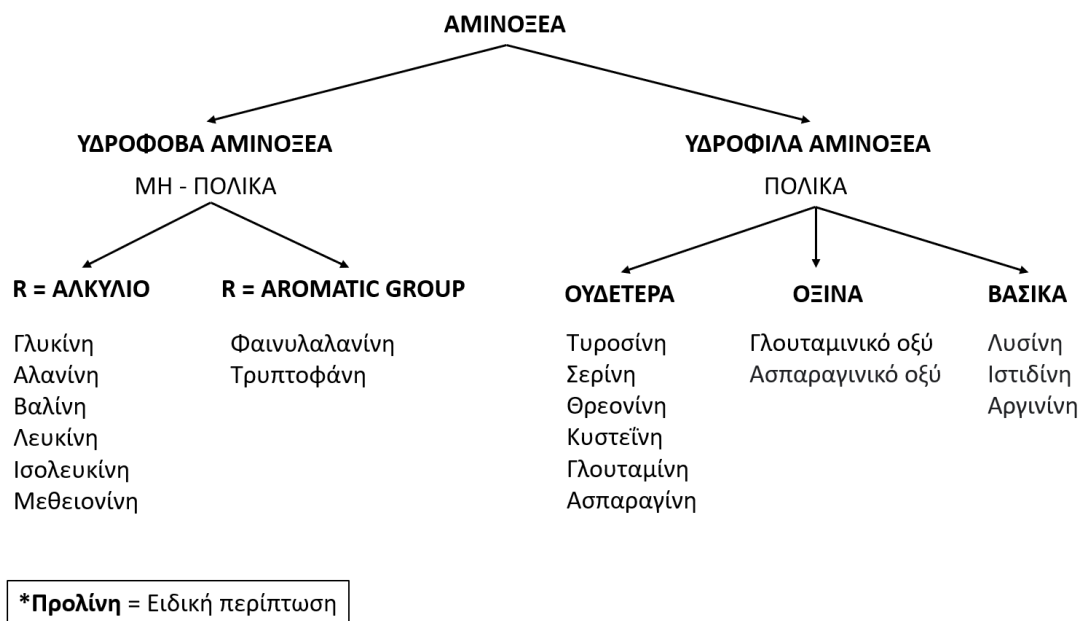 ΑΜΙΝΟΞΕΑ
ΥΔΡΟΦΟΒΑ ΑΜΙΝΟΞΕΑ
ΜΗ - ΠΟΛΙΚΑ
R = ΑΛΚΥΛΙΟ
Γλυκίνη
Αλανίνη
Βαλίνη
Λευκίνη
Ισολευκίνη
Μεθειονίνη
R = AROMATIC GROUP
Φαινυλαλανίνη
Τρυπτοφάνη
ΥΔΡΟΦΙΛΑ ΑΜΙΝΟΞΕΑ
ΠΟΛΙΚΑ
ΟΥΔΕΤΕΡΑ
Τυροσίνη
Σερίνη
Θρεονίνη
Κυστεΐνη
Γλουταμίνη
Ασπαραγίνη
ΟΞΙΝΑ
Γλουταμινικό οξύ
Ασπαραγινικό οξύ
ΒΑΣΙΚΑ
Λυσίνη
Ιστιδίνη
Αργινίνη
*Προλίνη = Ειδική περίπτωση